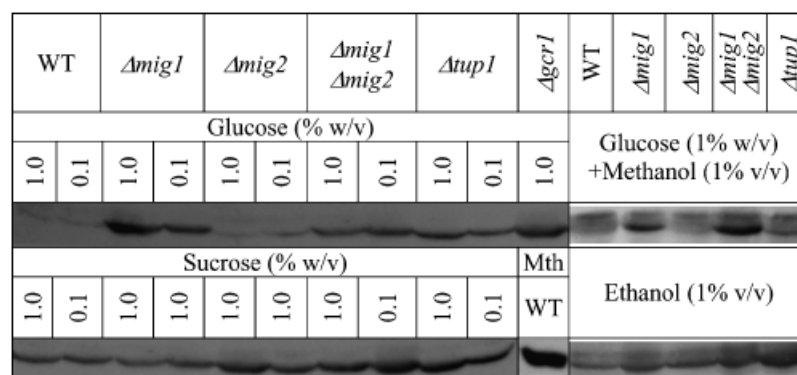 WT Δmig1 Δmig2 Δmig1 Δmig2 Δtup1 Δgcr1 WT Δmig1 Δmig2 Δmig1 Δmig2 Δtup1
Glucose (% w/v)
Glucose (1% w/v)
+Methanol (1% v/v)
1.0 0.1 1.0 0.1 1.0 0.1 1.0 0.1 1.0 0.1 1.0
Sucrose (% w/v) Mth
Ethanol (1% v/v)
1.0 0.1 1.0 1.0 1.0 1.0 1.0 0.1 1.0 0.1 WT